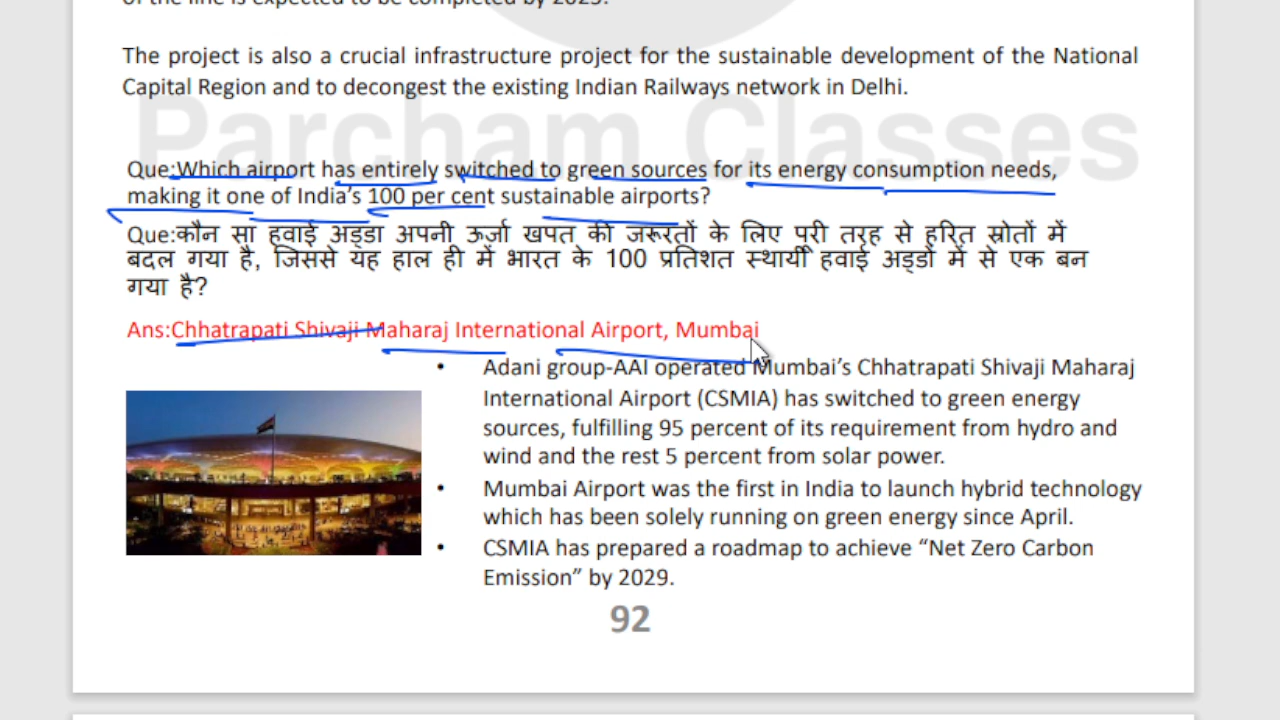 of the line is expected to be completed by 2025.
The project is also a crucial infrastructure project for the sustainable development of the National
Capital Region and to decongest the existing Indian Railways network in Delhi.
Parcham Classes
Que:Which airport has entirely switched to green sources for its energy consumption needs,
making it one of India’s 100 per cent sustainable airports?
Que:कौन सा हवाई अड्डा अपनी ऊर्जा खपत की जरूरतों के लिए पूरी तरह से हरित स्रोतों में
बदल गया है, जिससे यह हाल ही में भारत के 100 प्रतिशत स्थायी हवाई अड्डों में से एक बन
गया है?
Ans:Chhatrapati Shivaji Maharaj International Airport, Mumbai
• Adani group-AAI operated Mumbai’s Chhatrapati Shivaji Maharaj
International Airport (CSMIA) has switched to green energy
sources, fulfilling 95 percent of its requirement from hydro and
wind and the rest 5 percent from solar power.
• Mumbai Airport was the first in India to launch hybrid technology
which has been solely running on green energy since April.
• CSMIA has prepared a roadmap to achieve “Net Zero Carbon
Emission” by 2029.
92